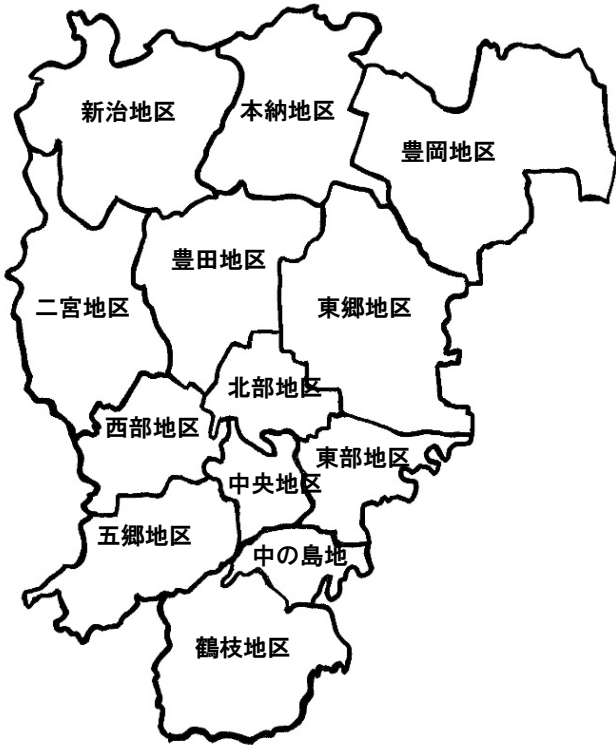 新治地区
本納地区
豊岡地区
豊田地区
二宮地区
東郷地区
北部地区
西部地区
東部地区
中央地区
五郷地区
中の島地
鶴枝地区